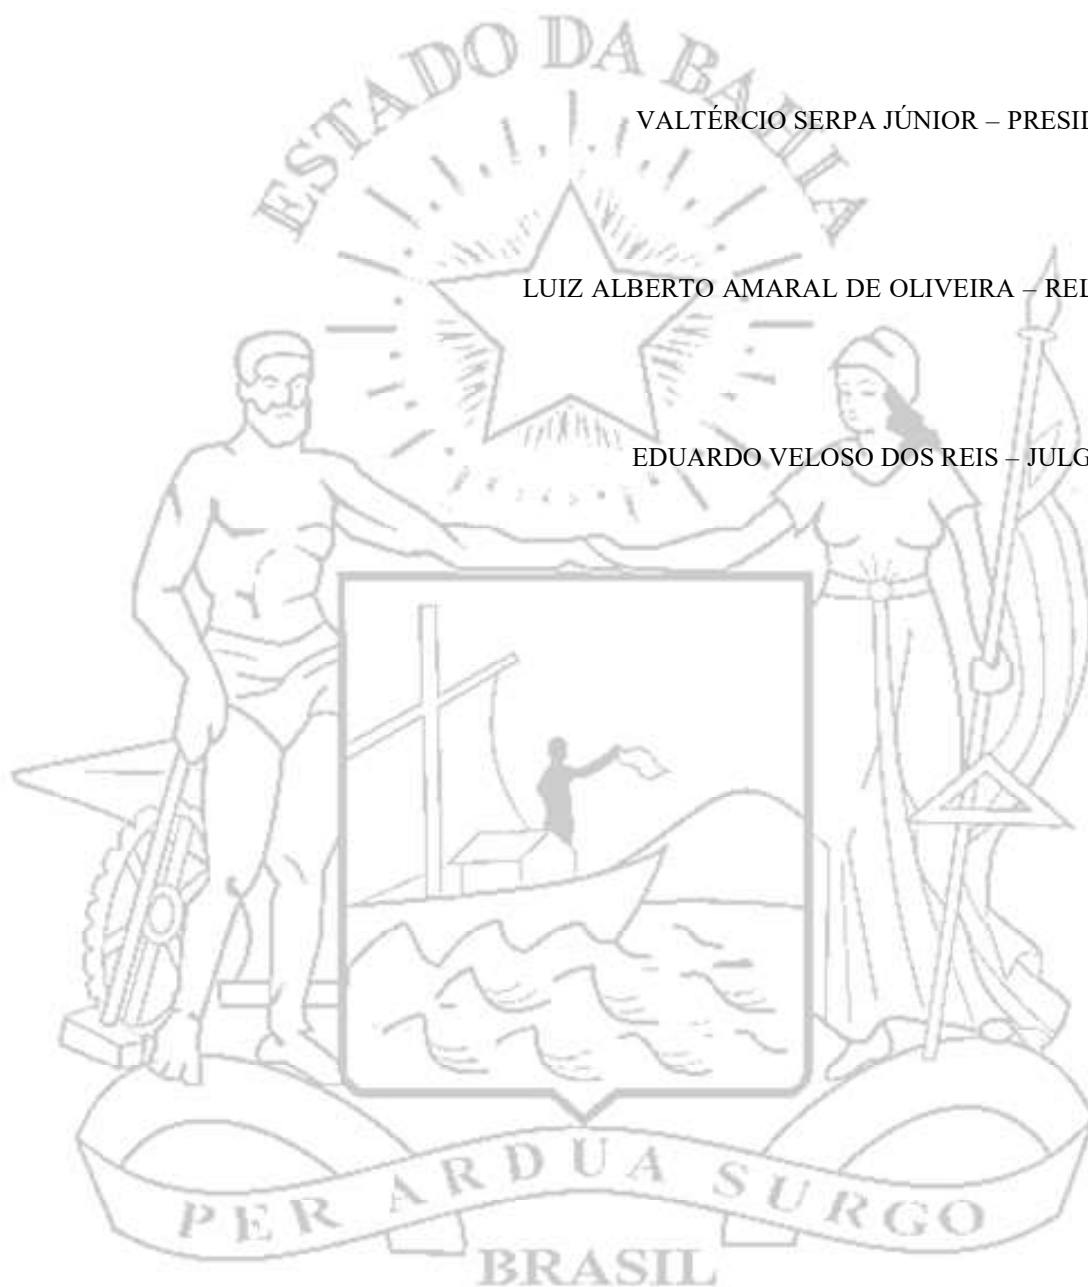 ESTADO DA BAHIA
VALTÉRCIO SERPA JÚNIOR – PRESI
LUIZ ALBERTO AMARAL DE OLIVEIRA – REL
EDUARDO VELOSO DOS REIS – JULG
PER ARDUA SURGO
BRASIL